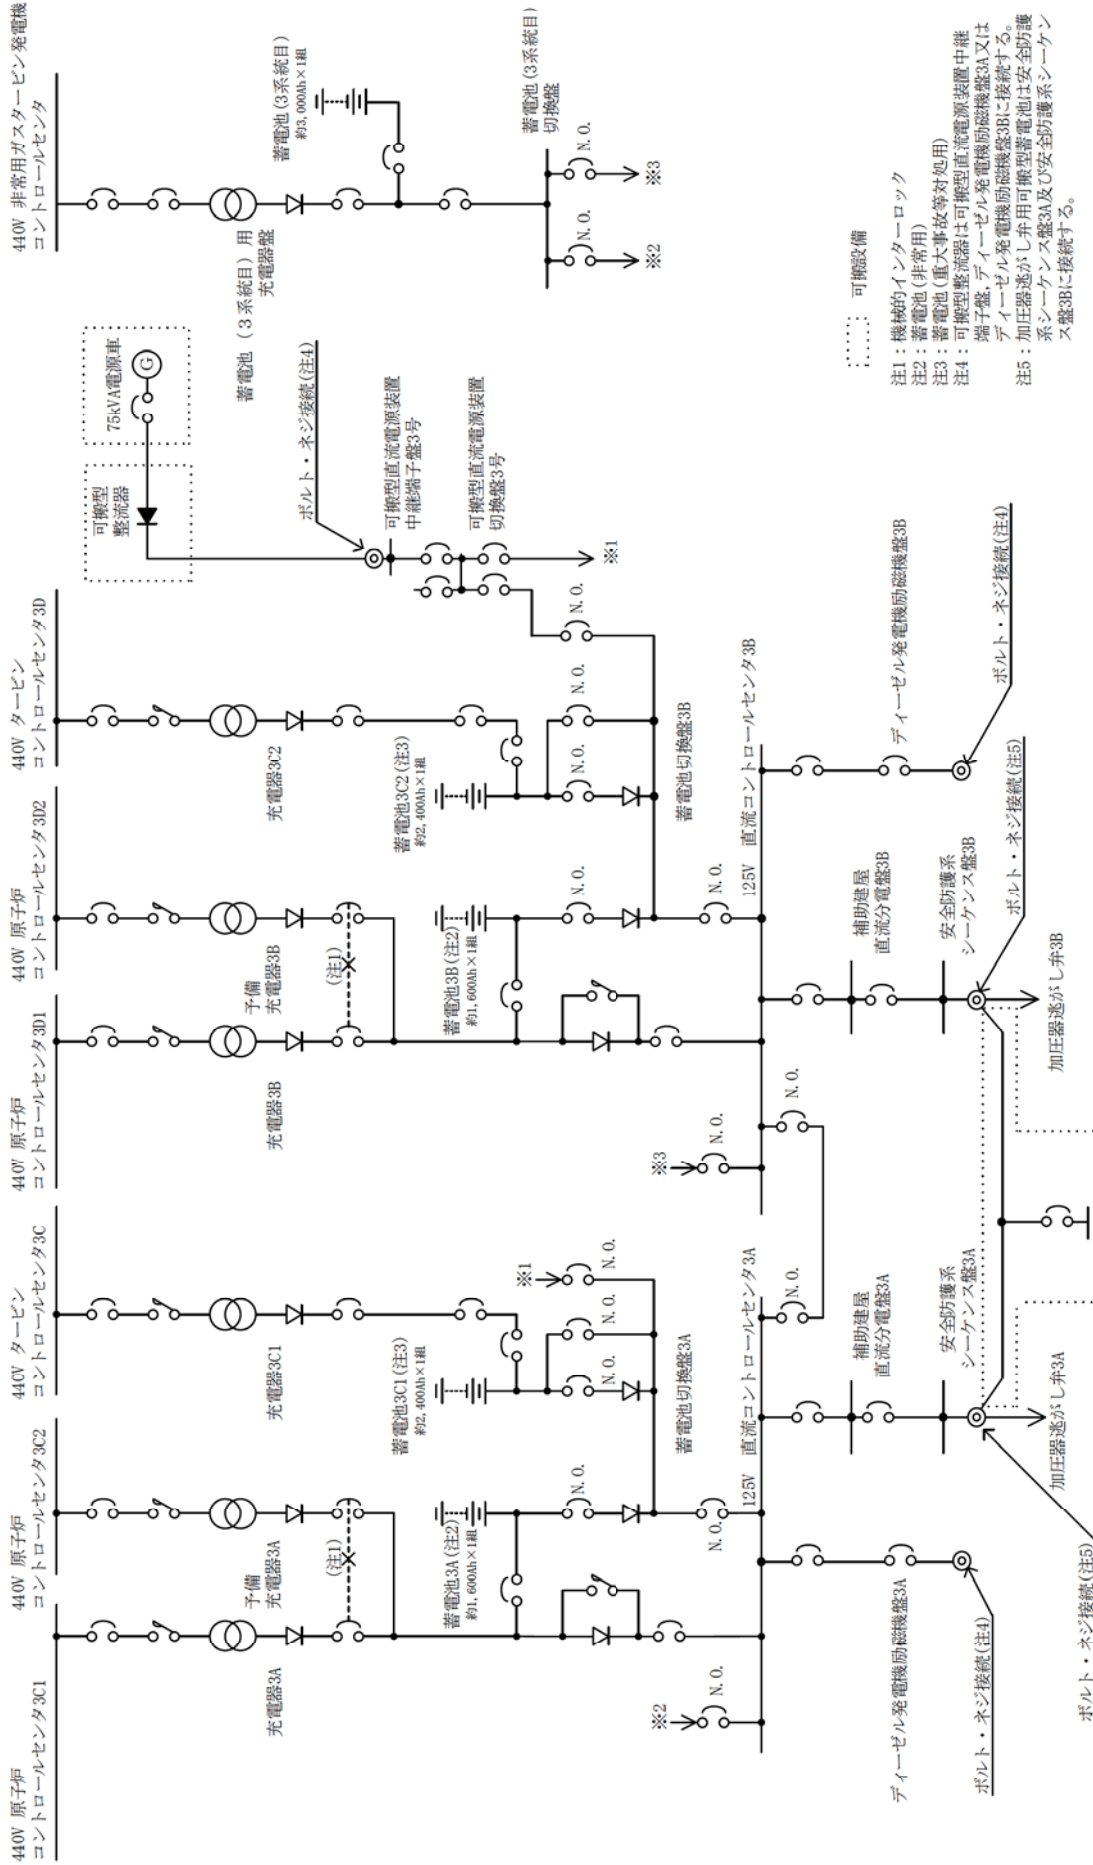 440V 原子炉
コントロールセンタ3C1
440V 原子炉
コントロールセンタ3C2
440V タービン
コントロールセンタ3C
440V 原子炉
コントロールセンタ3D1
440V 原子炉
コントロールセンタ3D2
440V タービン
コントロールセンタ3D
440V 非常用ガスタービン発電機
コントロールセンタ
可搬型
整流器
75kVA電源車
G
充電器3A
予備
充電器3A
(注1)
充電器3C1
充電器3B
予備
充電器3B
(注1)
充電器3C2
蓄電池 (3系統目) 用
充電器盤
蓄電池(3系統目)
約3,000Ah×1組
ボルト・ネジ接続(注4)
可搬型直流電源装置
中継端子盤3号
可搬型直流電源装置
切換盤3号
蓄電池(3系統目)
切換盤
蓄電池3A(注2)
約1,600Ah×1組
蓄電池3C1(注3)
約2,400Ah×1組
蓄電池3B(注2)
約1,600Ah×1組
蓄電池3C2(注3)
約2,400Ah×1組
※1
N.O.
N.O.
N.O.
N.O.
N.O.
N.O.
N.O.
N.O.
※1
N.O.
N.O.
※2
※3
※2
N.O.
N.O.
蓄電池切換盤3A
※3
N.O.
N.O.
蓄電池切換盤3B
125V 直流コントロールセンタ3A
125V 直流コントロールセンタ3B
N.O.
N.O.
ディーゼル発電機励磁機盤3A
補助建屋
直流分電盤3A
補助建屋
直流分電盤3B
ディーゼル発電機励磁機盤3B
安全防護系
シーケンス盤3A
安全防護系
シーケンス盤3B
ボルト・ネジ接続(注4)
ボルト・ネジ接続(注5)
加圧器逃がし弁3A
加圧器逃がし弁3B
ボルト・ネジ接続(注5)
ボルト・ネジ接続(注4)
可搬設備
注1:機械的インターロック
注2:蓄電池(非常用)
注3:蓄電池(重大事故等対処用)
注4:可搬型整流器は可搬型直流電源装置中継
端子盤,ディーゼル発電機励磁機盤3A又は
ディーゼル発電機励磁機盤3Bに接続する。
注5:加圧器逃がし弁用可搬型蓄電池は安全防護
系シーケンス盤3A及び安全防護系シーケン
ス盤3Bに接続する。